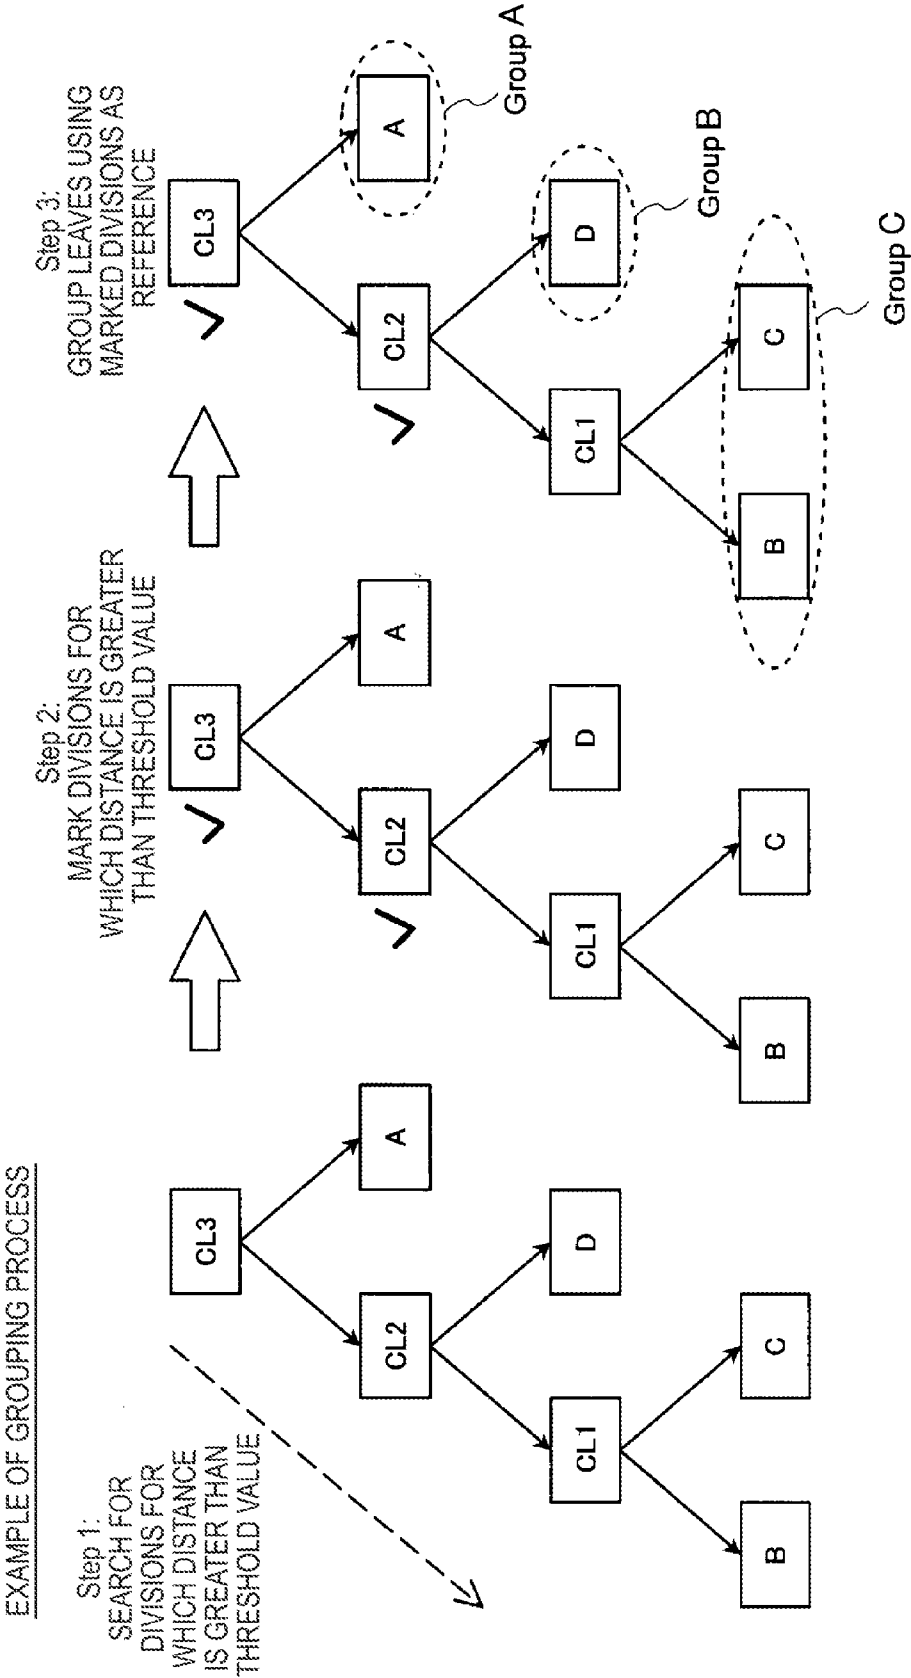 EXAMPLE OF GROUPING PROCESS
Step 1:
SEARCH FOR
DIVISIONS FOR
WHICH DISTANCE
IS GREATER THAN
THRESHOLD VALUE
CL3
CL2
A
CL1
D
B
C
Step 2:
MARK DIVISIONS FOR
WHICH DISTANCE IS GREATER
THAN THRESHOLD VALUE
CL3
CL2
A
CL1
D
B
C
Step 3:
GROUP LEAVES USING
MARKED DIVISIONS AS
REFERENCE
CL3
CL2
A
Group A
CL1
D
Group B
B
C
Group C